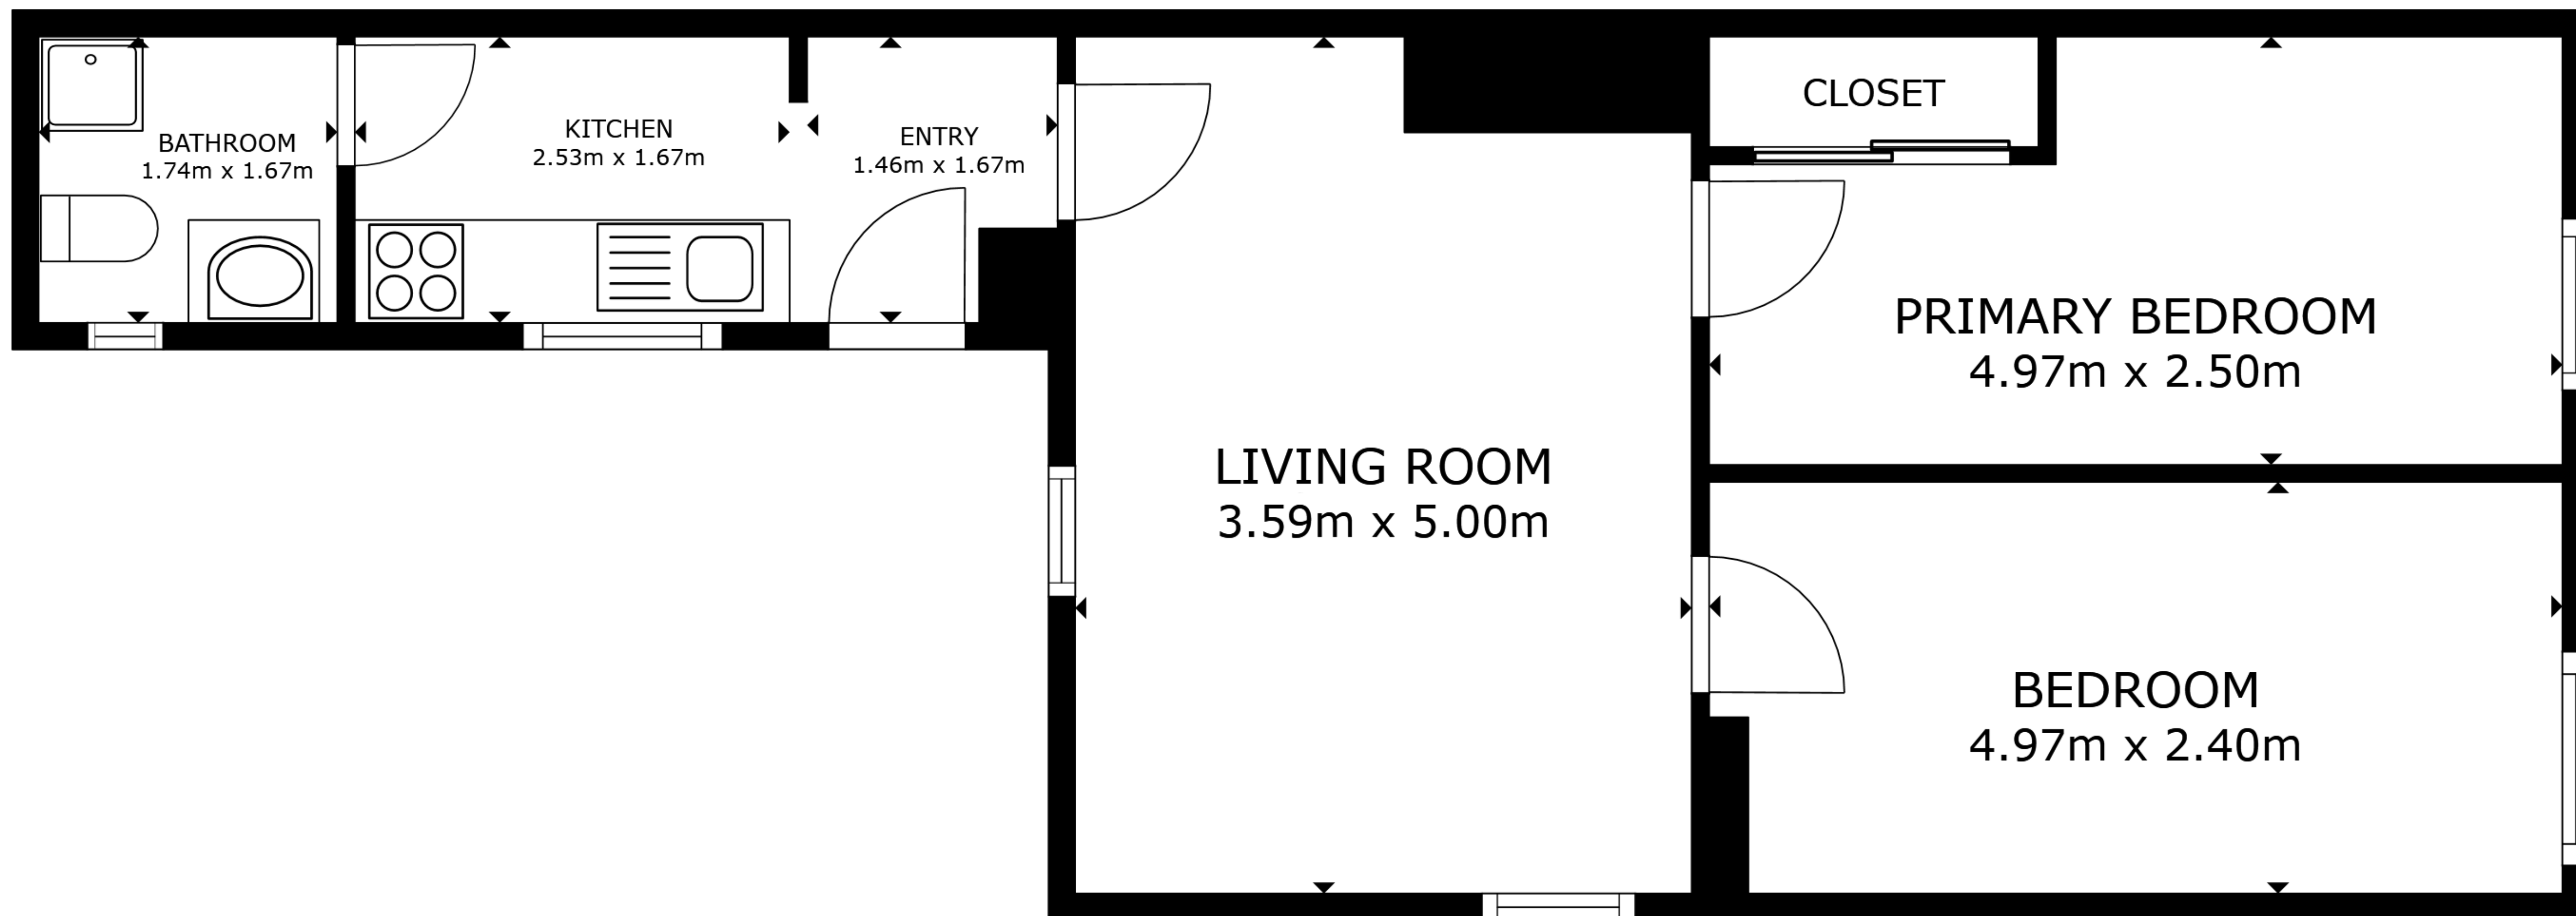 BATHROOM
1.74m x 1.67m
KITCHEN
2.53m x 1.67m
ENTRY
1.46m x 1.67m
CLOSET
PRIMARY BEDROOM
4.97m x 2.50m
LIVING ROOM
3.59m x 5.00m
BEDROOM
4.97m x 2.40m